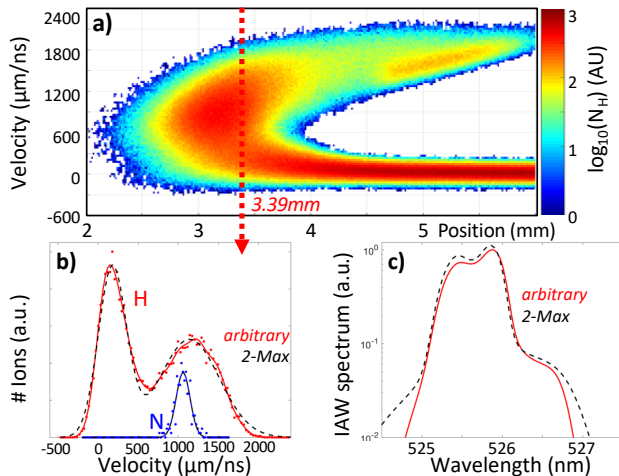 a)
Velocity (µm/ns)
2400
1800
1200
600
0
-600
2
3
4
5
Position (mm)
3.39mm
3
2
1
0
log10(NH) (AU)
b)
# Ions (a.u.)
H
N
arbitrary
2-Max
-500
0
500
1000
2000
Velocity (µm/ns)
c)
IAW spectrum (a.u.)
10^0
10^-1
10^-2
arbitrary
2-Max
525
526
527
Wavelength (nm)